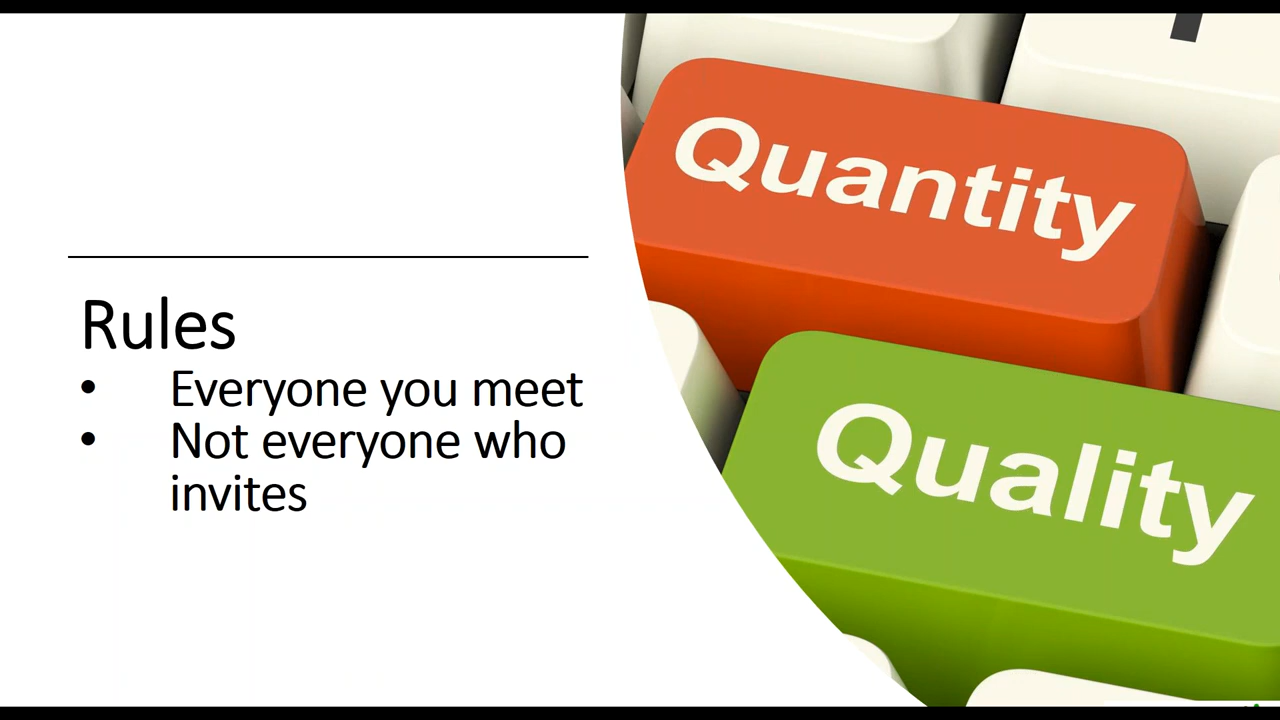 Rules
• Everyone you meet
• Not everyone who
invites
Quantity
Quality